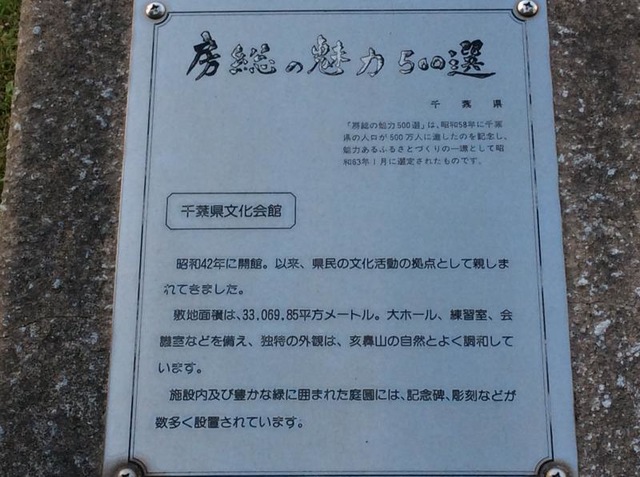 房総の魅力500選
千葉県
「房総の魅力500選」は、昭和58年に千葉
県の人口が500万人に達したのを記念し、
魅力あるふるさとづくりの一環として昭
和63年1月に選定されたものです。
千葉県文化会館
昭和42年に開館。以来、県民の文化活動の拠点として親しま
れてきました。
敷地面積は、33,069.85平方メートル。大ホール、練習室、会
議室などを備え、独特の外観は、亥鼻山の自然とよく調和して
います。
施設内及び豊かな緑に囲まれた庭園には、記念碑、彫刻などが
数多く設置されています。